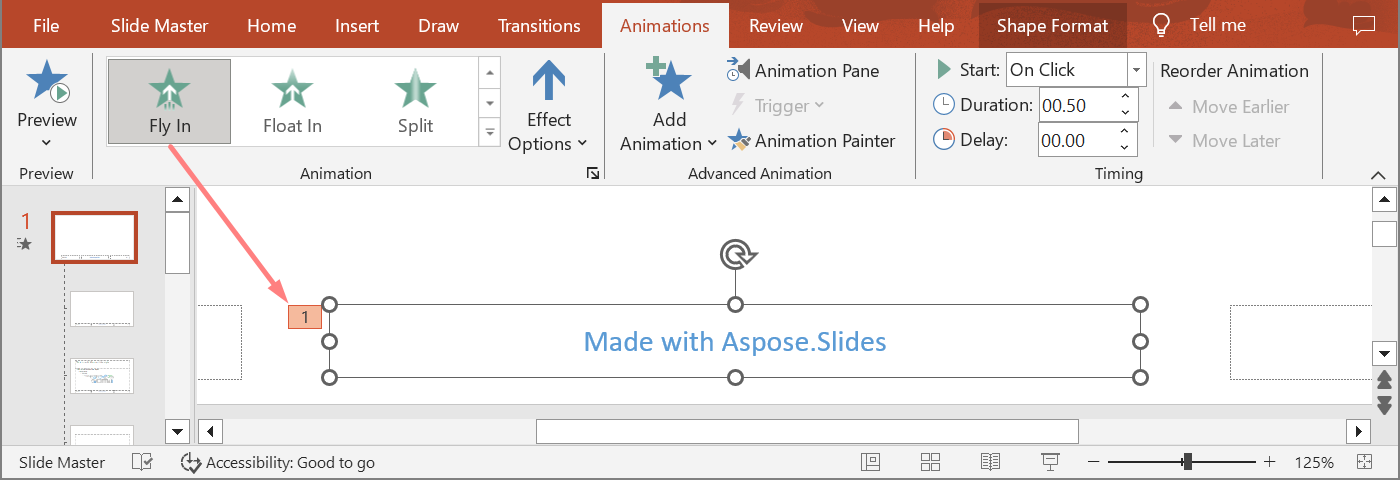 File Slide Master Home Insert Draw Transitions Animations Review View Help Shape Format Tell me
Preview
Fly In
Float In
Split
Effect
Options
Add
Animation
Animation Pane
Trigger
Animation Painter
Start: On Click
Duration: 00.50
Delay: 00.00
Reorder Animation
Move Earlier
Move Later
Preview Animation Advanced Animation Timing
1
1
Made with Aspose.Slides
Slide Master Accessibility: Good to go 125%